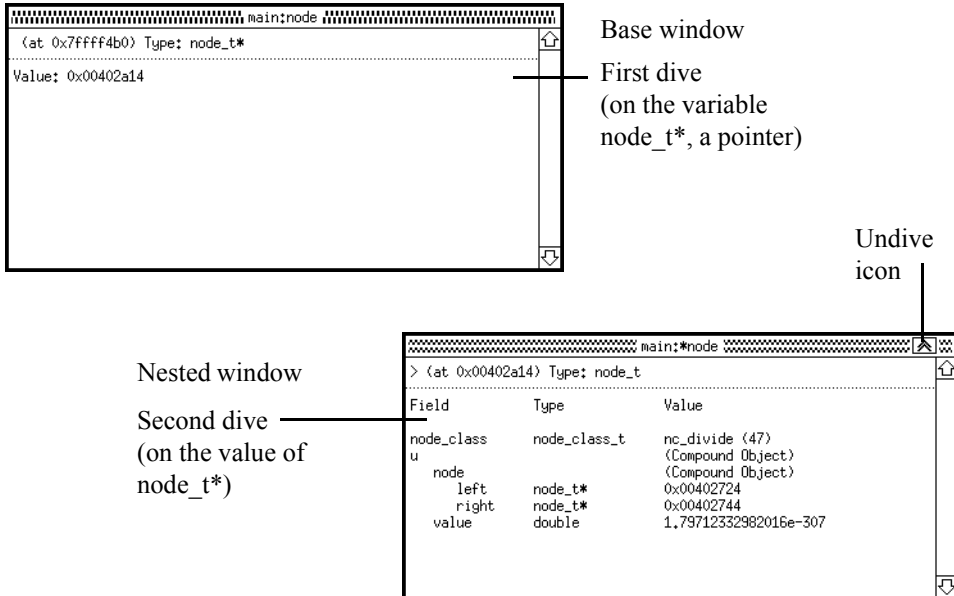 main:node
(at 0x7ffff4b0) Type: node_t*
Value: 0x00402a14
Base window
First dive
(on the variable
node_t*, a pointer)
Undive
icon
Nested window
Second dive
(on the value of
node_t*)
main:*node
> (at 0x00402a14) Type: node_t
Field Type Value
node_class node_class_t nc_divide (47)
u (Compound Object)
node (Compound Object)
left node_t* 0x00402724
right node_t* 0x00402744
value double 1.79712332982016e-307